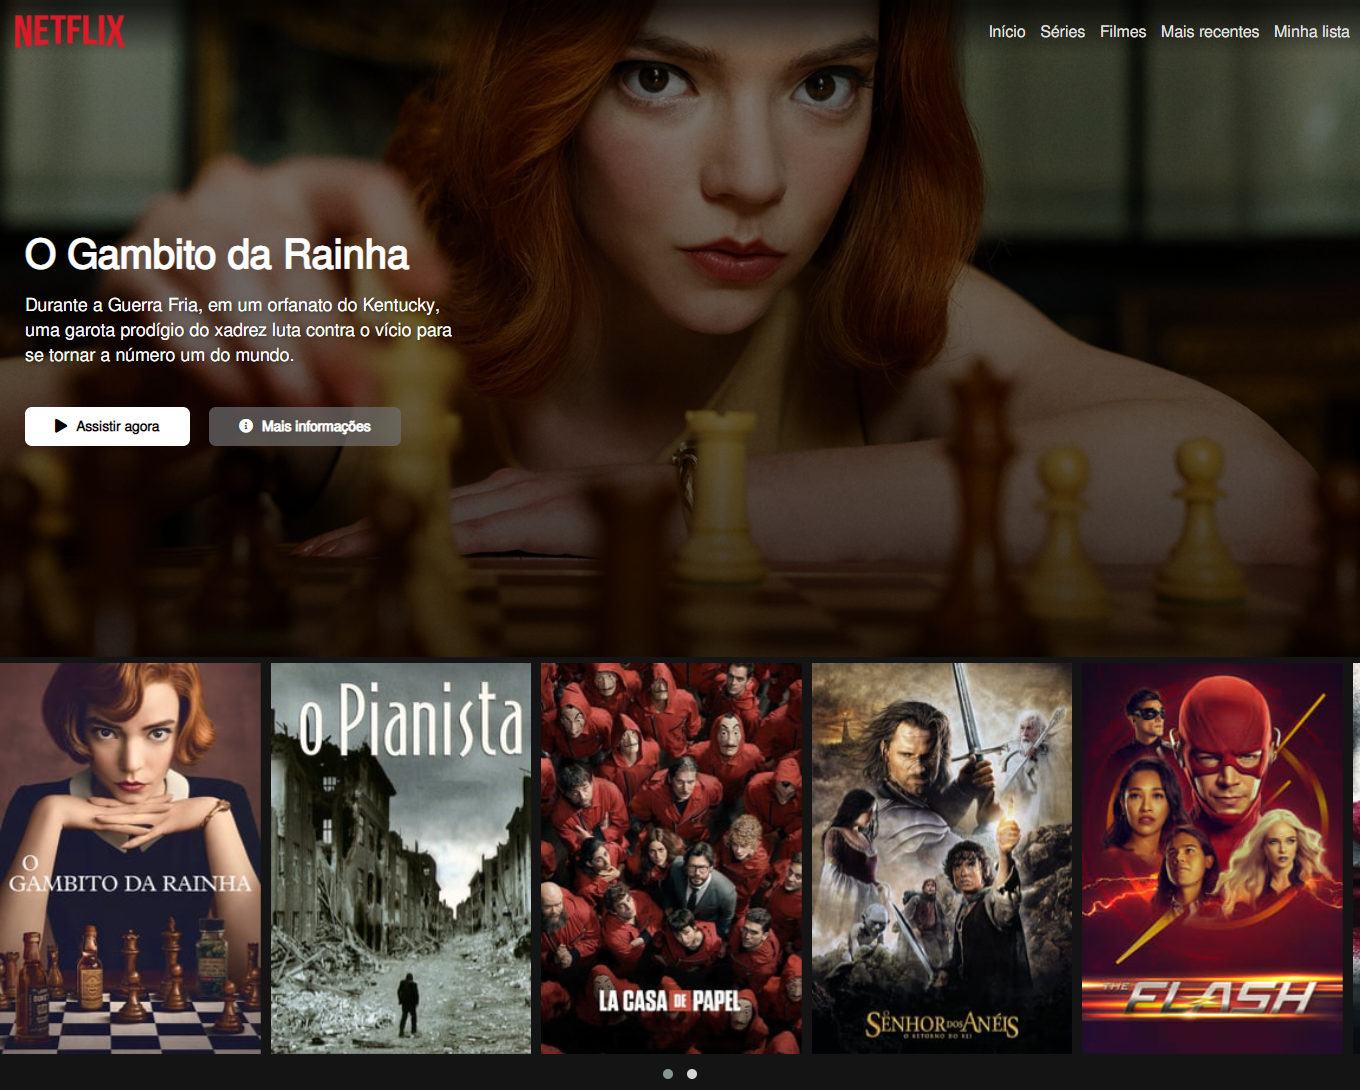 NETFLIX
Início Séries Filmes Mais recentes Minha lista
O Gambito da Rainha
Durante a Guerra Fria, em um orfanato do Kentucky,
uma garota prodígio do xadrez luta contra o vício para
se tornar a número um do mundo.
Assistir agora
Mais informações
O
GAMBITO DA RAINHA
o Pianista
LA CASA DE PAPEL
O
SENHOR DOS ANÉIS
O RETORNO DO REI
THE
FLASH